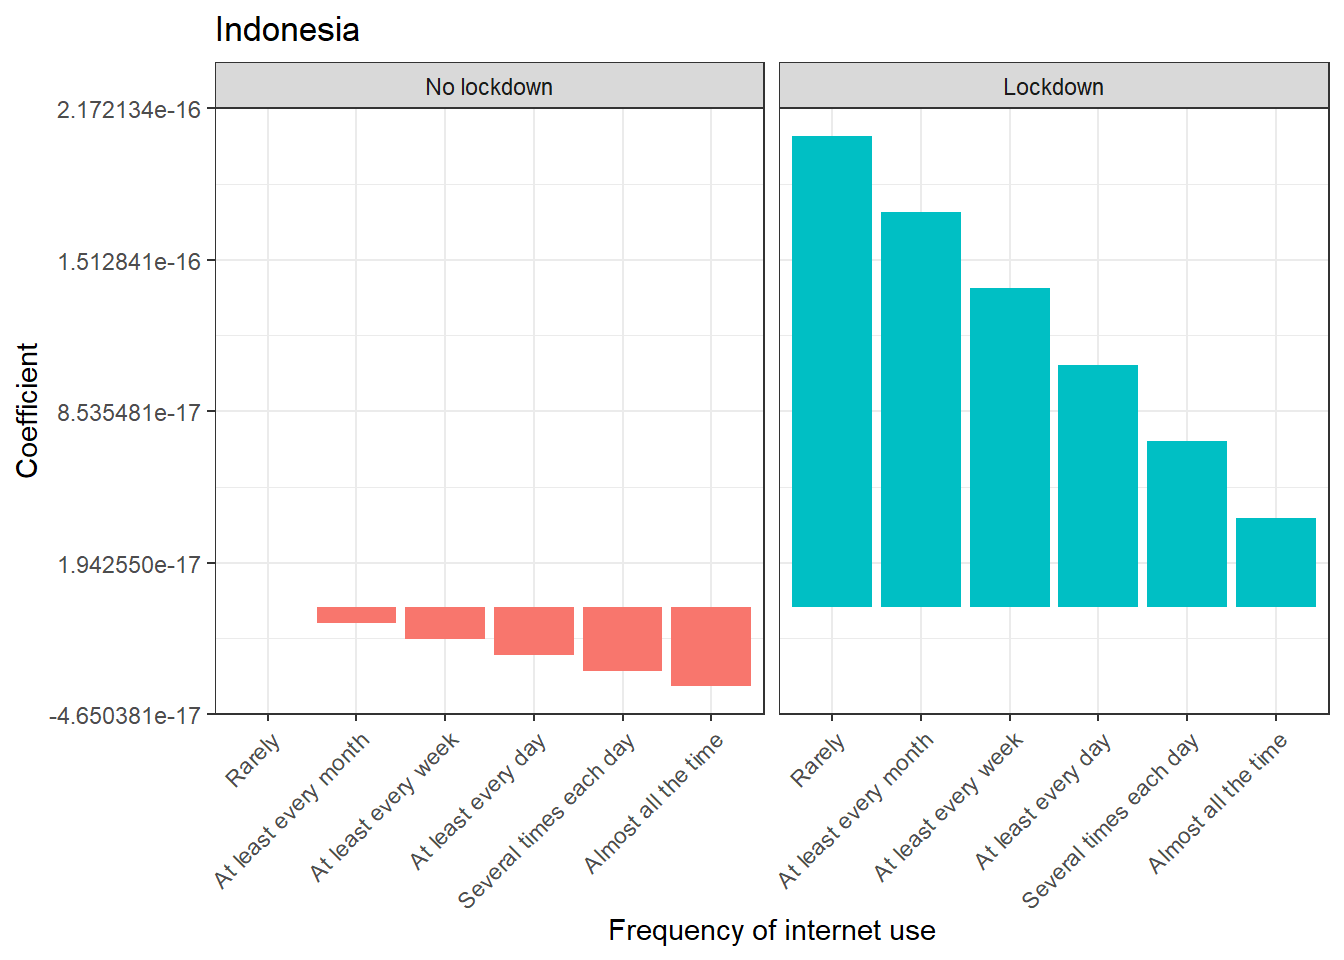 Indonesia
No lockdown
Lockdown
Coefficient
2.172134e-16
1.512841e-16
8.535481e-17
1.942550e-17
-4.650381e-17
Rarely
At least every month
At least every week
At least every day
Several times each day
Almost all the time
Rarely
At least every month
At least every week
At least every day
Several times each day
Almost all the time
Frequency of internet use